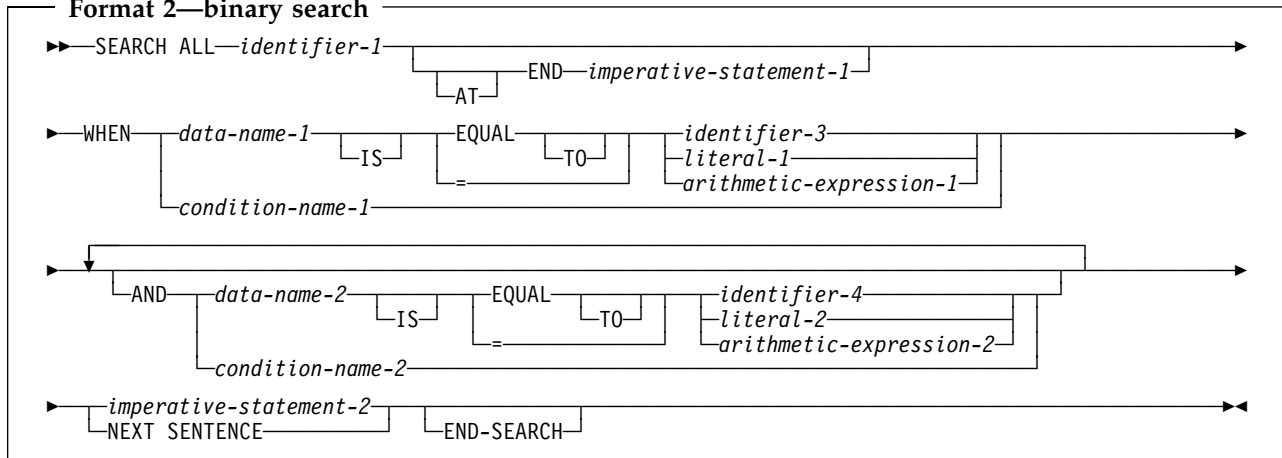 Format 2—binary search
SEARCH ALL identifier-1
END imperative-statement-1
AT
WHEN data-name-1 EQUAL identifier-3
IS TO literal-1
= arithmetic-expression-1
condition-name-1
AND data-name-2 EQUAL identifier-4
IS TO literal-2
= arithmetic-expression-2
condition-name-2
imperative-statement-2
NEXT SENTENCE END-SEARCH